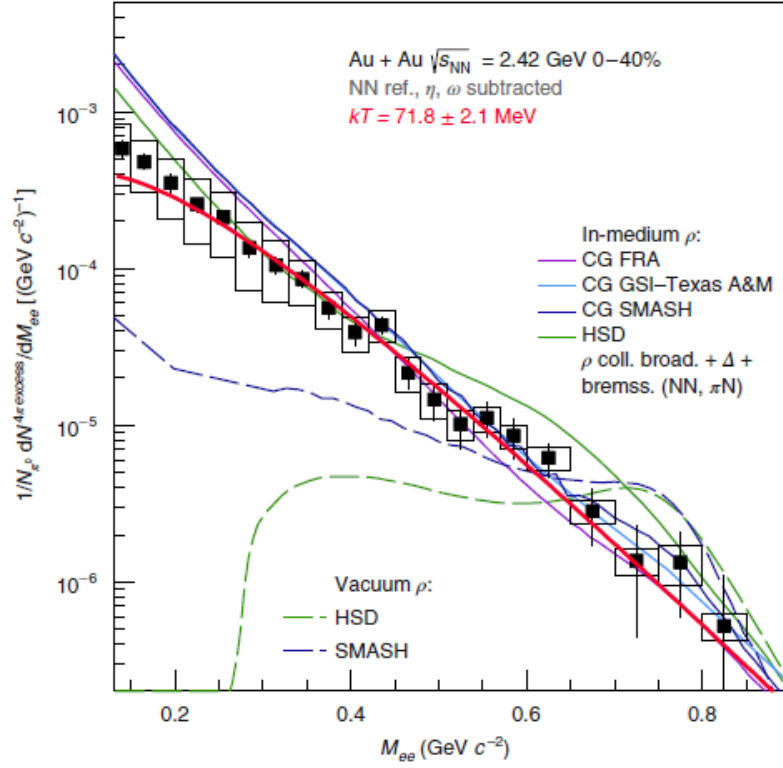 Au + Au √sNN = 2.42 GeV 0–40%
NN ref., η, ω subtracted
kT = 71.8 ± 2.1 MeV
10⁻³
10⁻⁴
10⁻⁵
10⁻⁶
1/Nπ⁰ dN⁴π excess/dMee [(GeV c⁻²)⁻¹]
In-medium ρ:
CG FRA
CG GSI–Texas A&M
CG SMASH
HSD
ρ coll. broad. + Δ +
bremss. (NN, πN)
Vacuum ρ:
HSD
SMASH
0.2 0.4 0.6 0.8
Mee (GeV c⁻²)